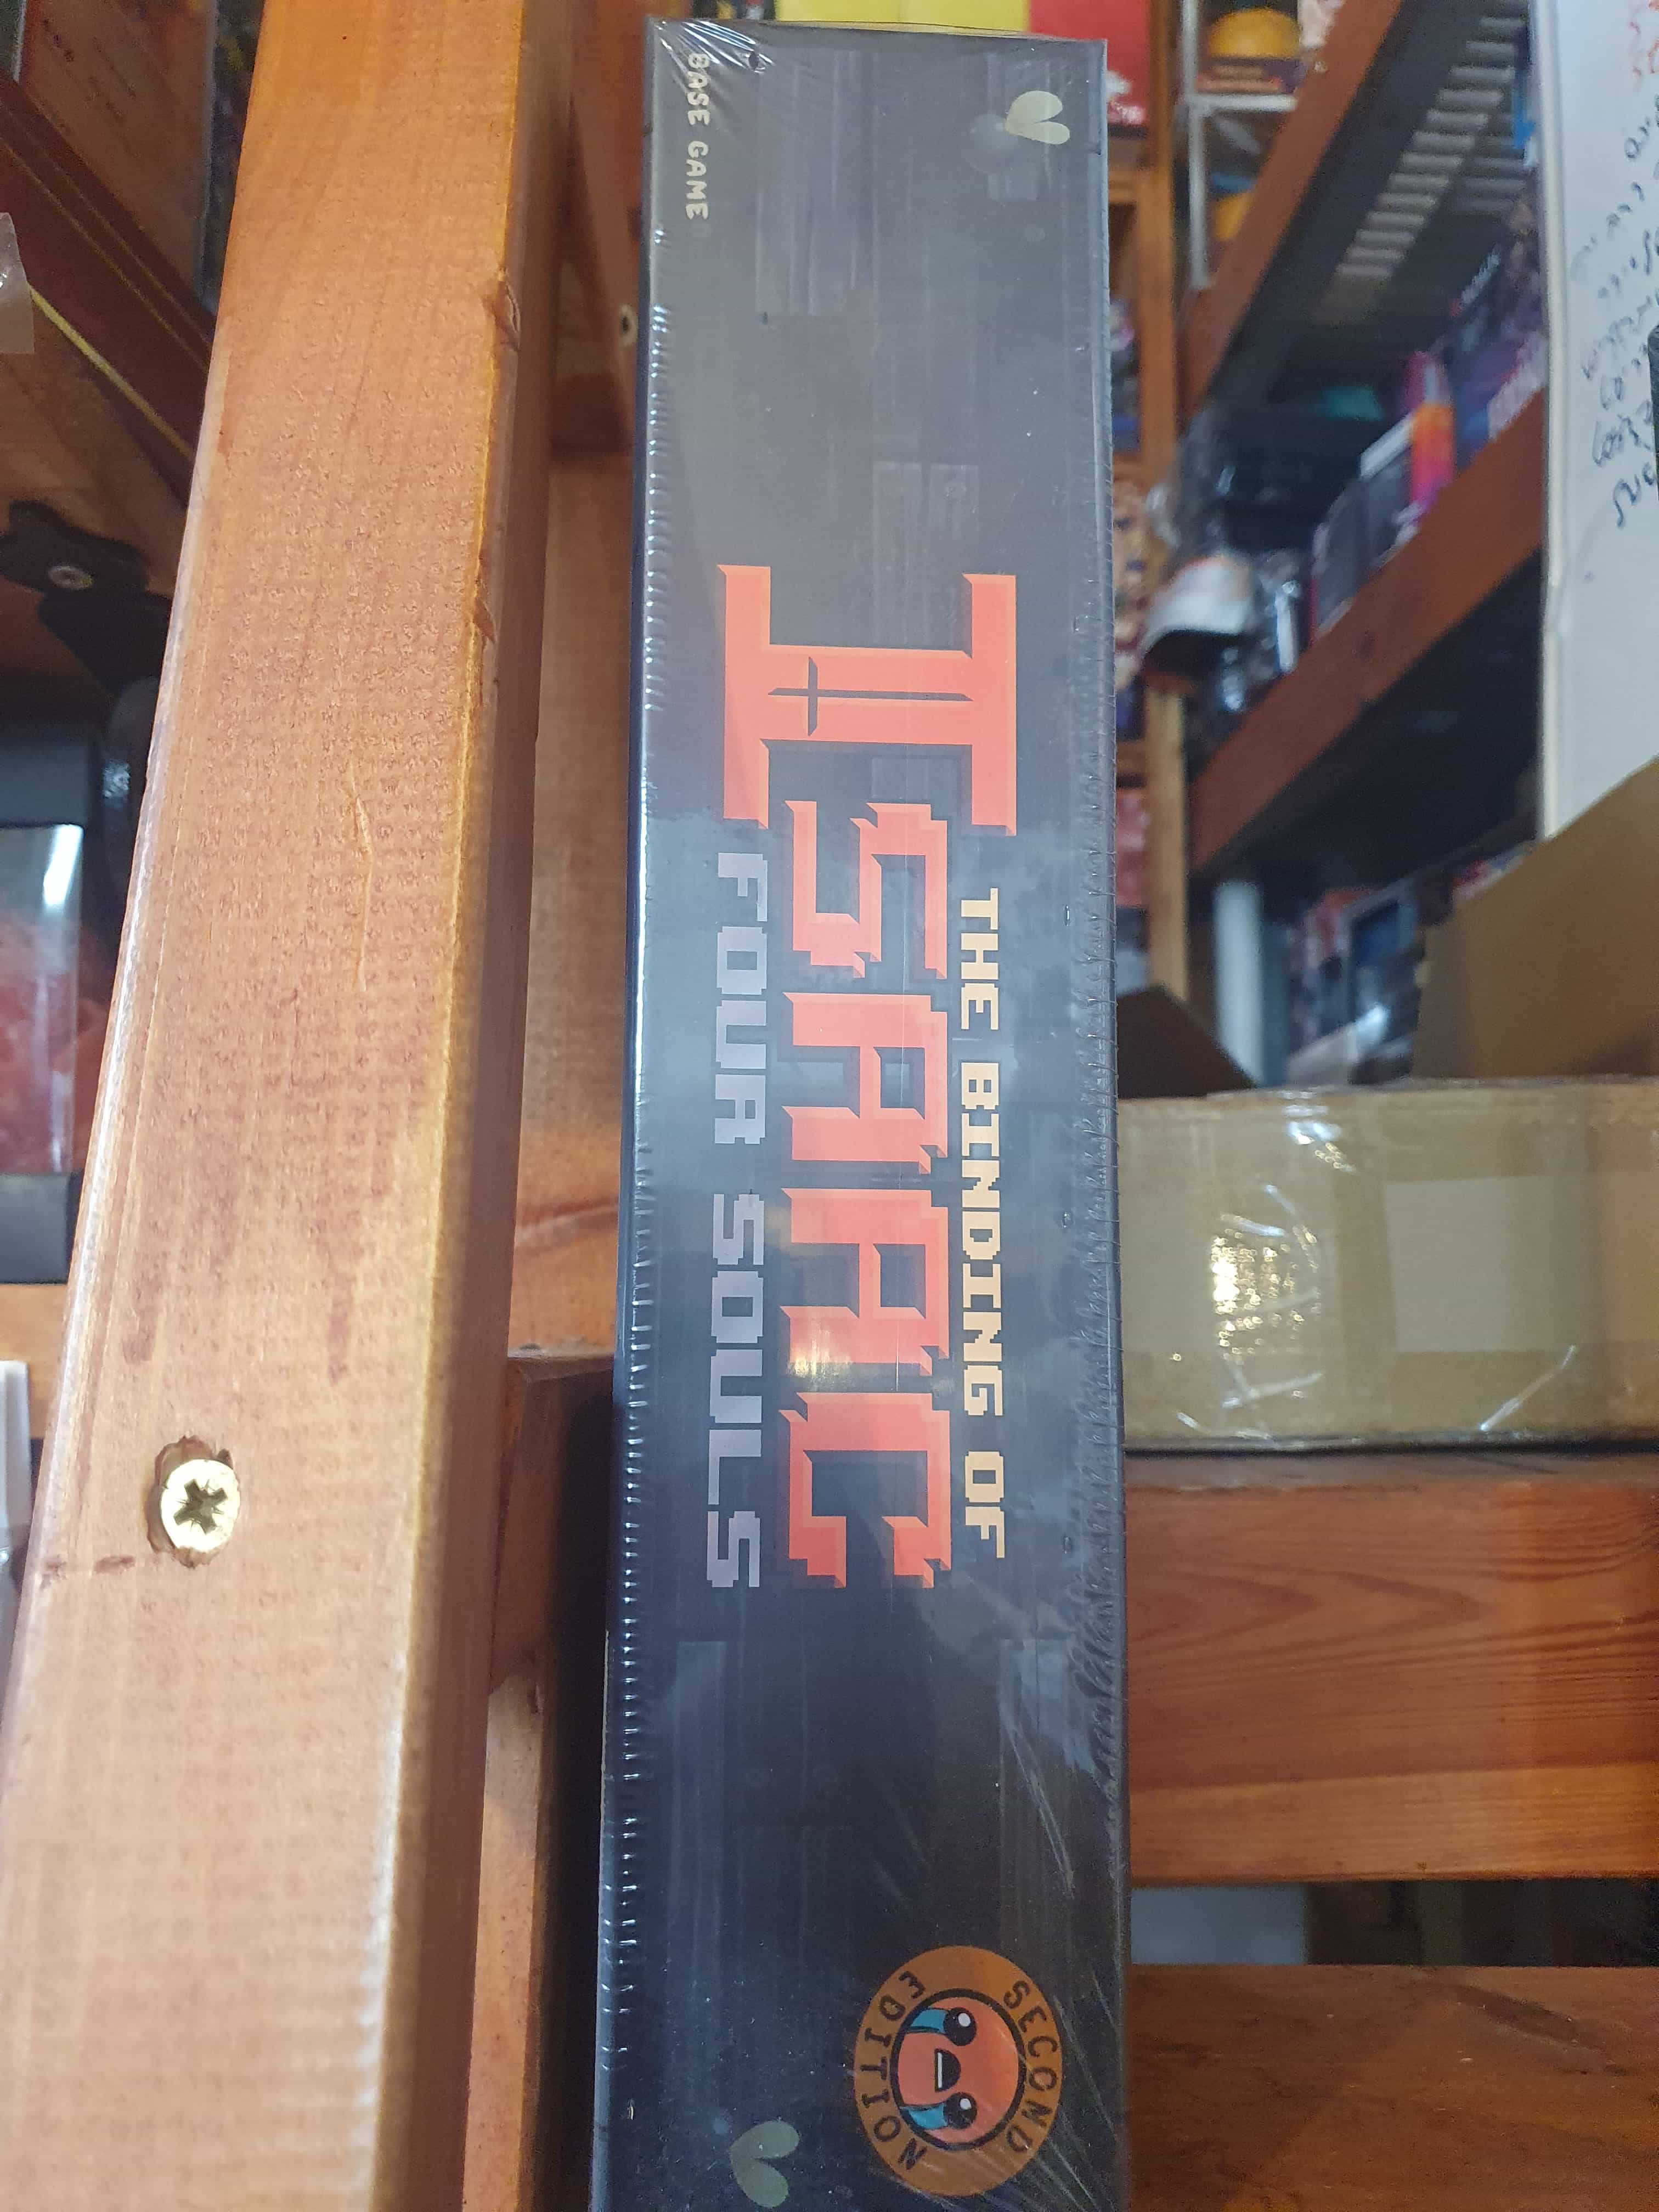 THE BINDING OF
ISAAC
FOUR SOULS
BASE GAME
SECOND
EDITION